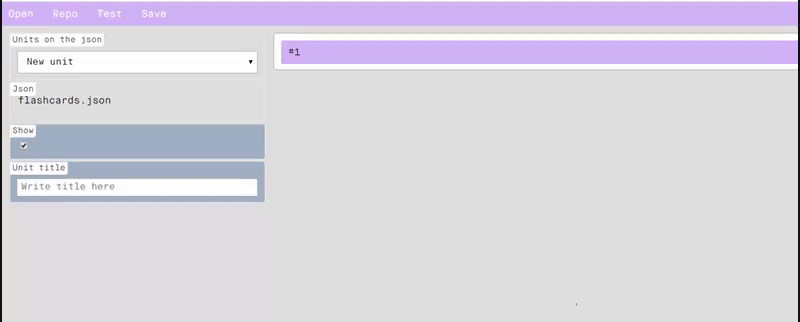 Open Repo Test Save
Units on the json
New unit
Json
flashcards.json
Show
Unit title
Write title here
#1